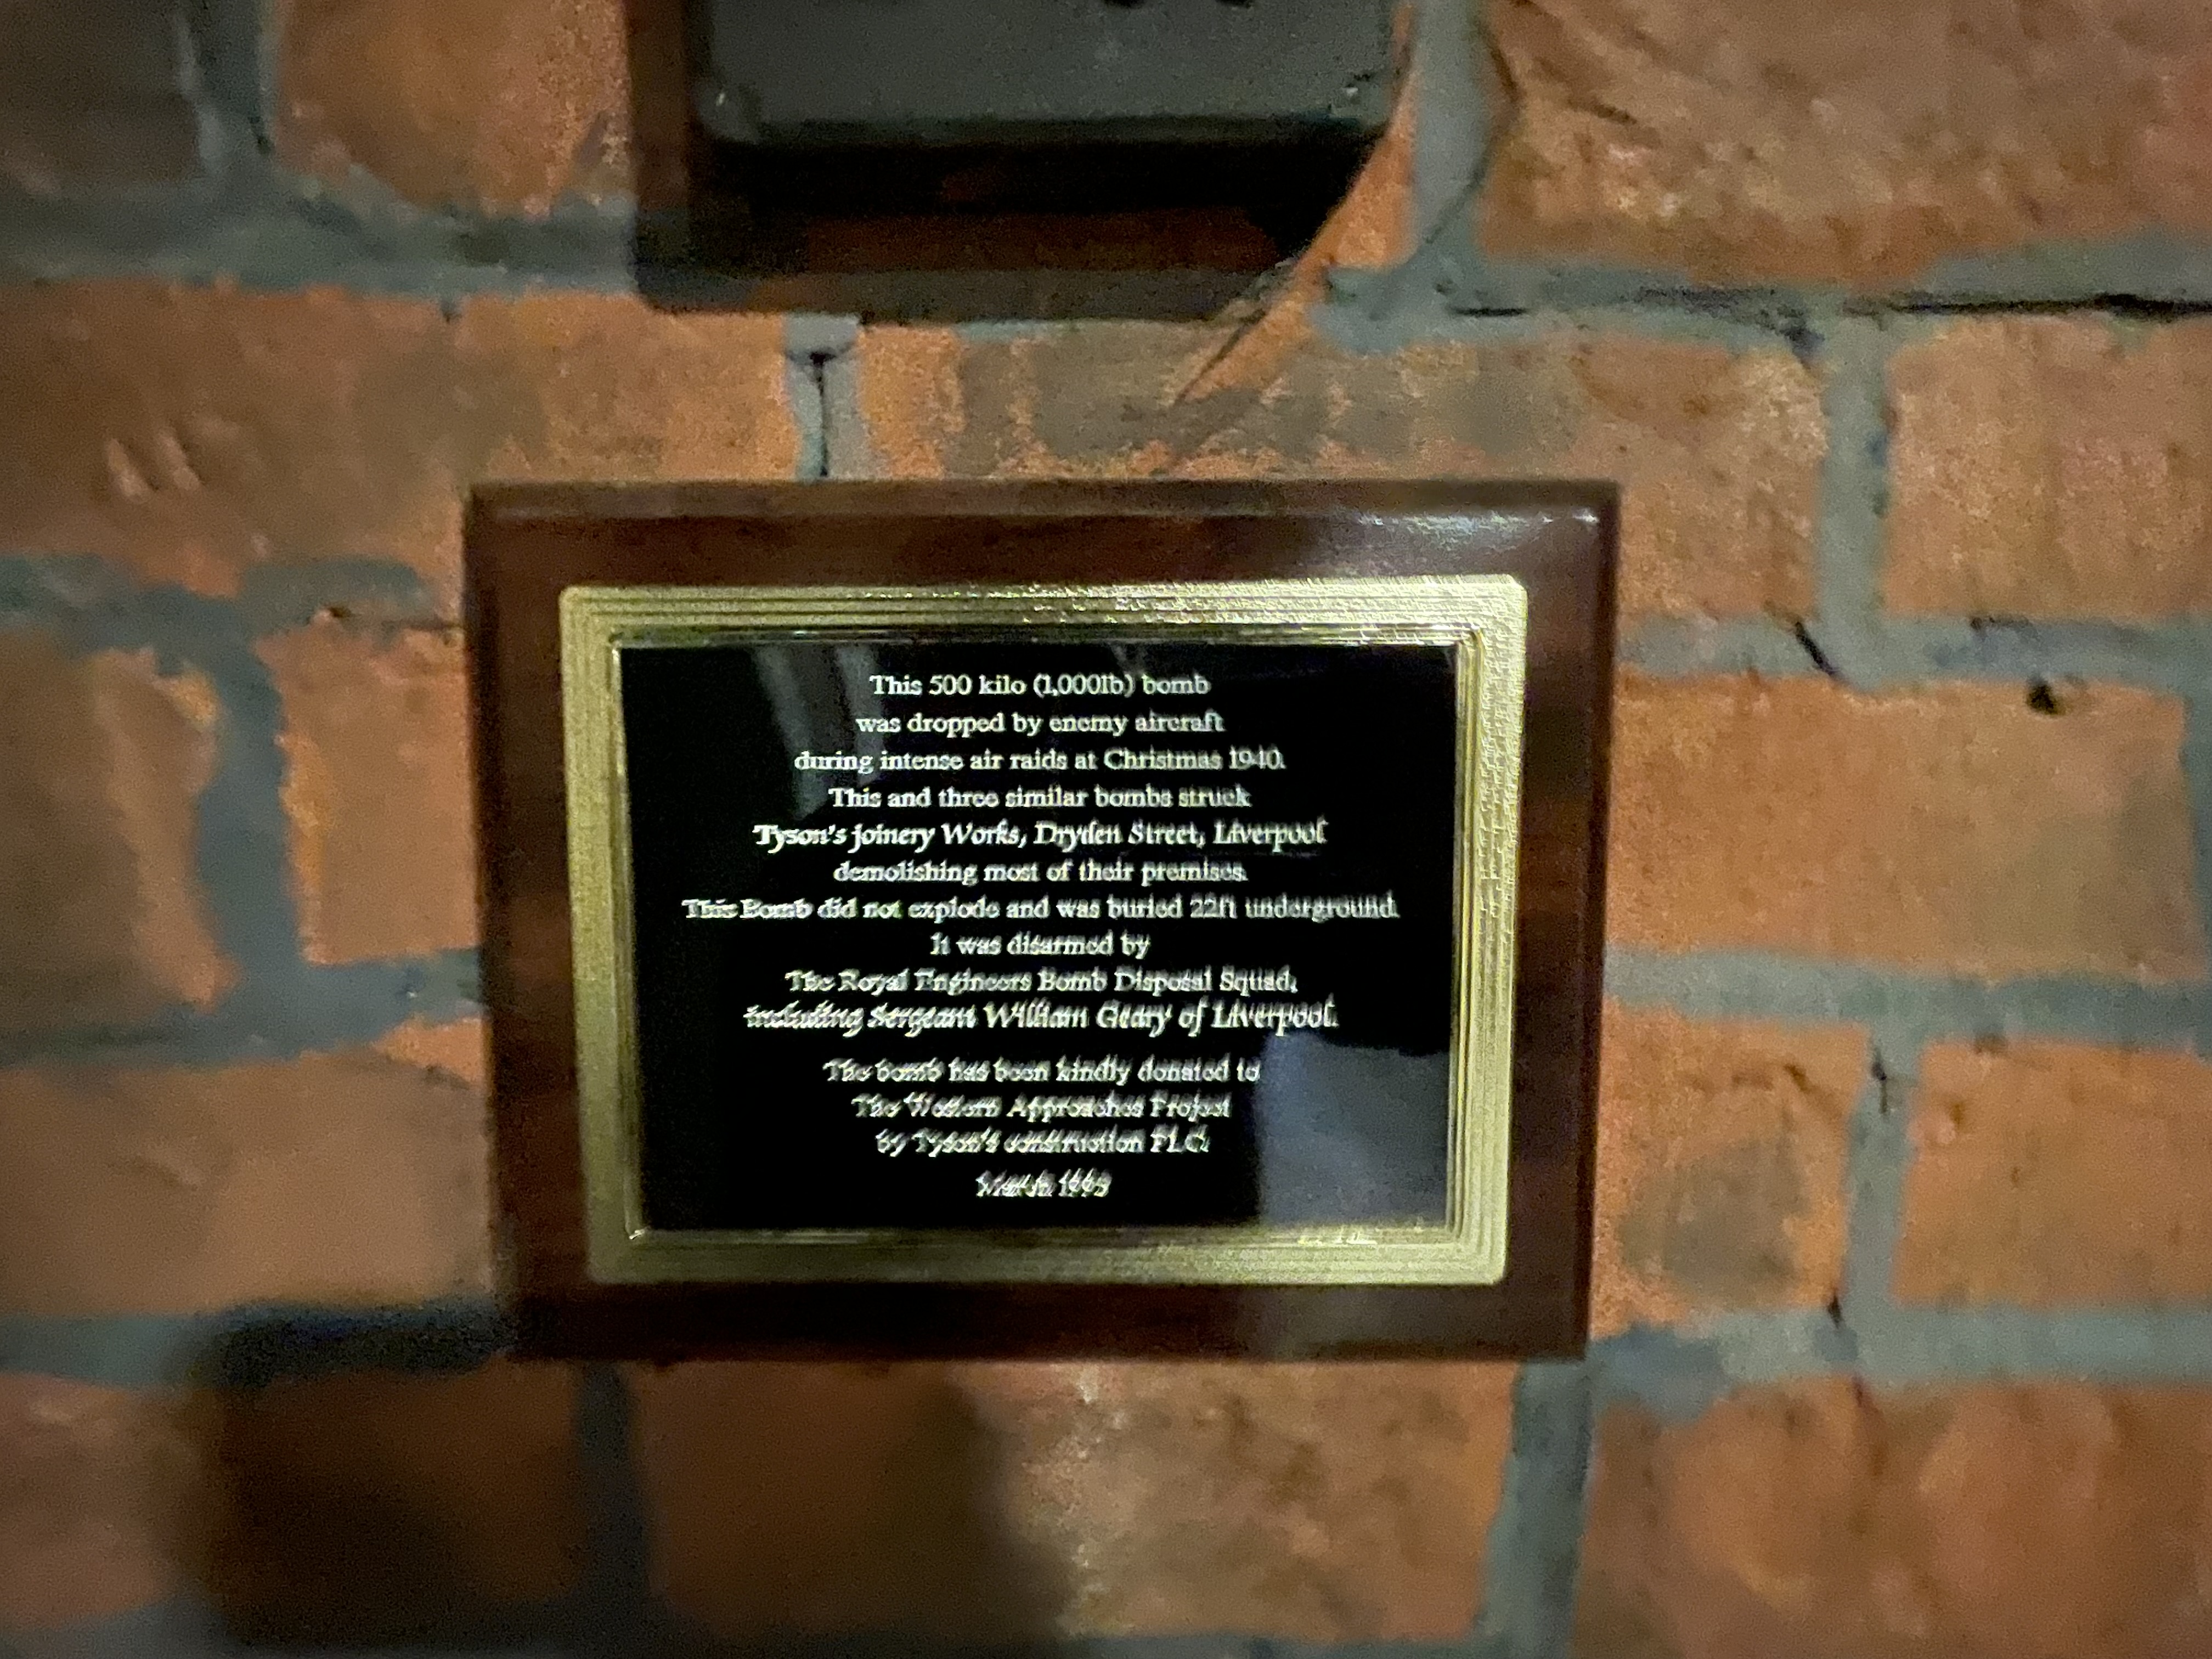 This 500 kilo (1,000lb) bomb
was dropped by enemy aircraft
during intense air raids at Christmas 1940.
This and three similar bombs struck
Tyson's Joinery Works, Dryden Street, Liverpool
demolishing most of their premises.
This Bomb did not explode and was buried 22ft underground.
It was disarmed by
The Royal Engineers Bomb Disposal Squad,
including Sergeant William Geary of Liverpool.
The bomb has been kindly donated to
The Western Approaches Project
by Tyson's construction PLC.
March